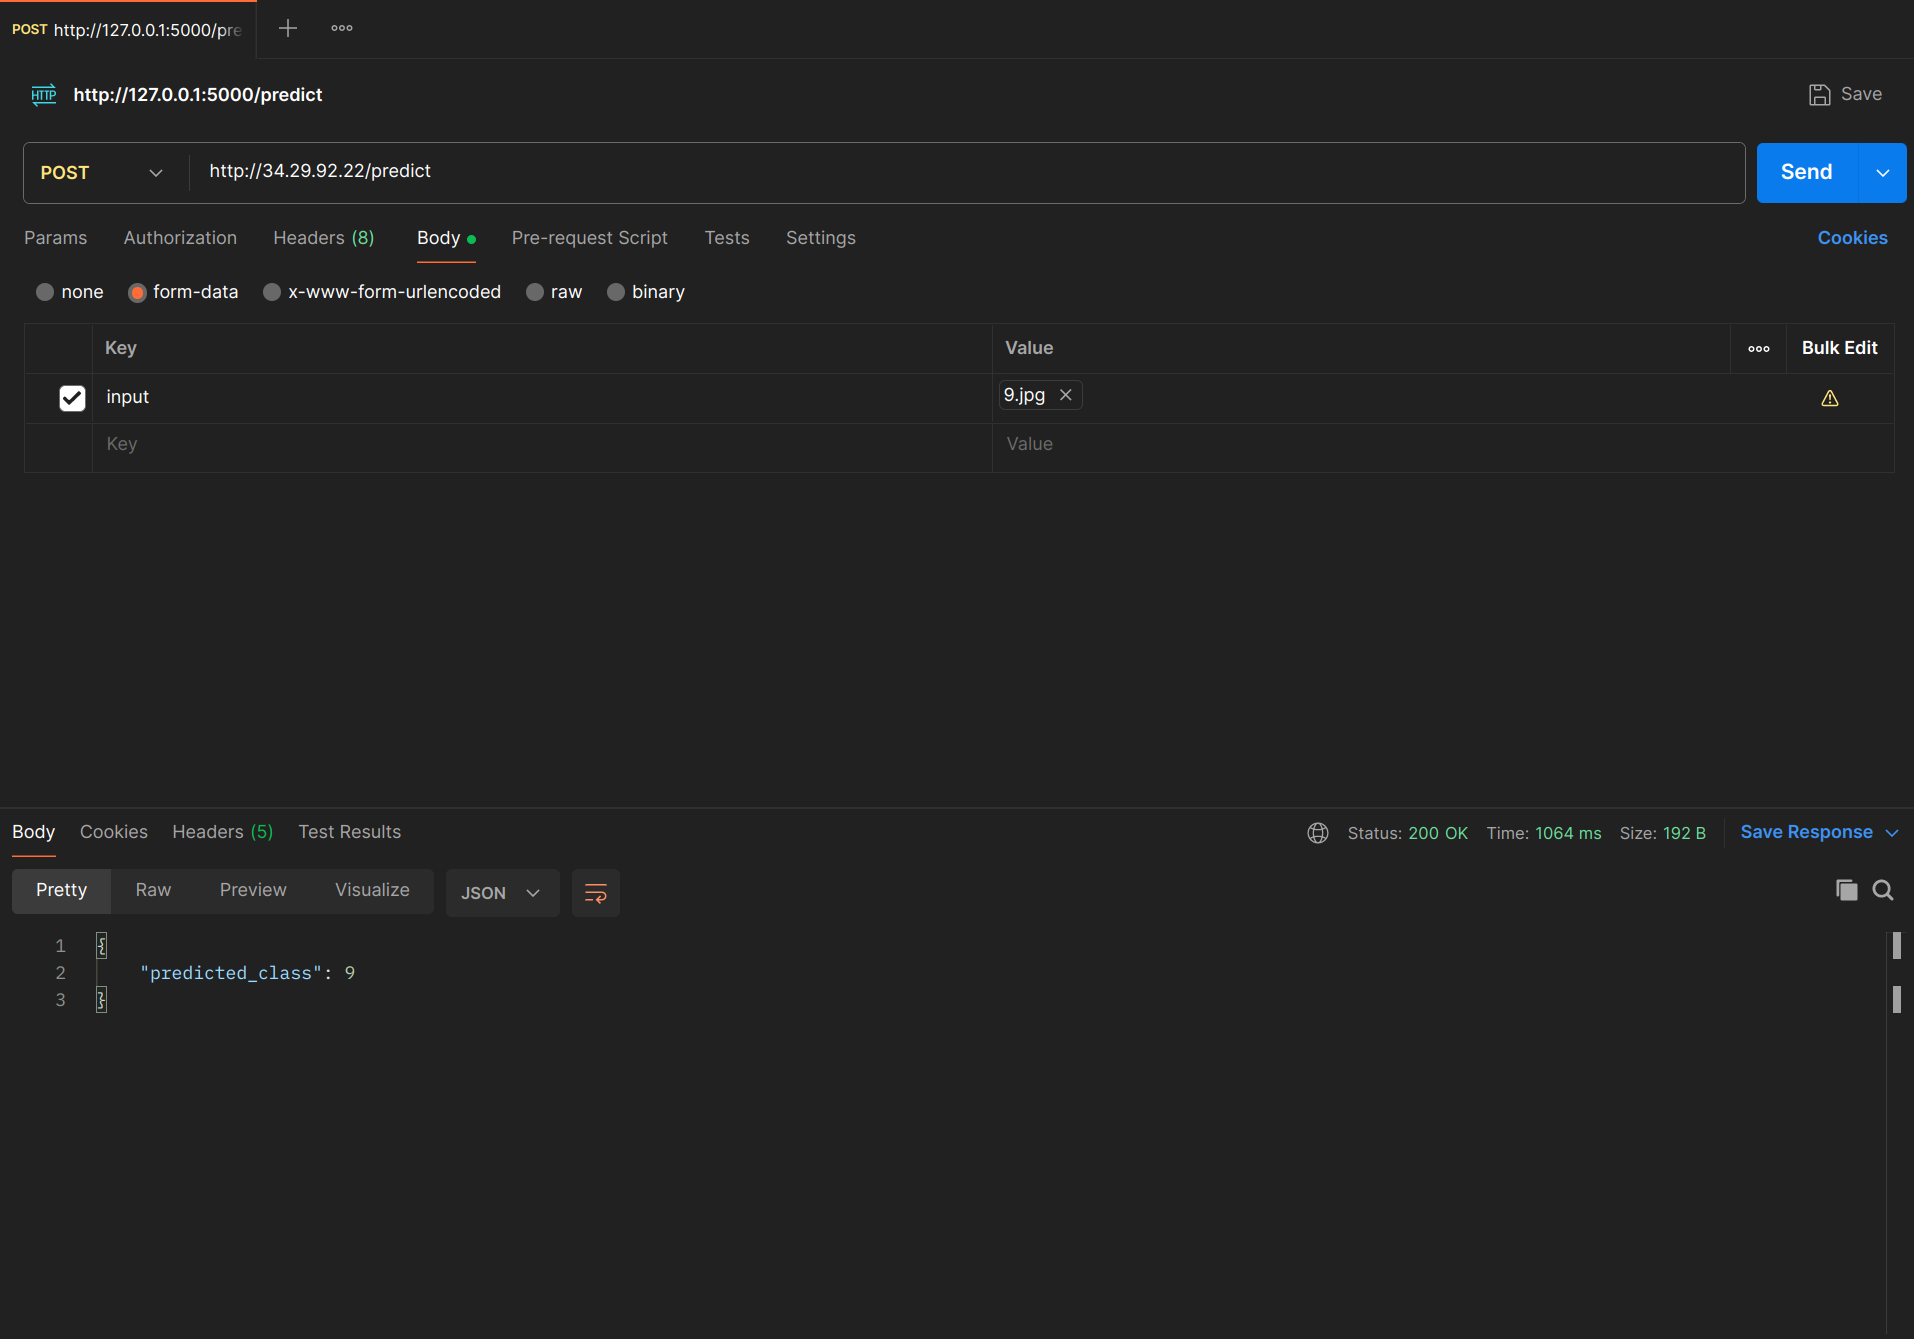 POST http://127.0.0.1:5000/pre
HTTP http://127.0.0.1:5000/predict
Save
POST http://34.29.92.22/predict
Send
Params Authorization Headers (8) Body Pre-request Script Tests Settings Cookies
none form-data x-www-form-urlencoded raw binary
Key Value Bulk Edit
input 9.jpg
Key Value
Body Cookies Headers (5) Test Results Status: 200 OK Time: 1064 ms Size: 192 B Save Response
Pretty Raw Preview Visualize JSON
1 {
2 "predicted_class": 9
3 }